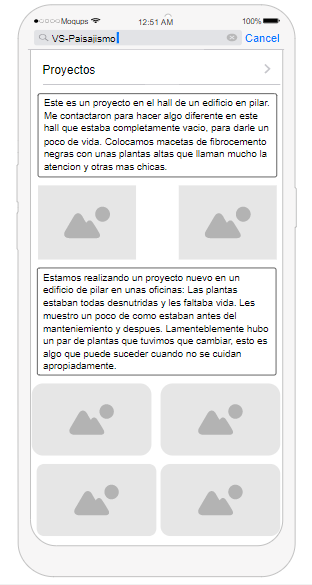 Moqups 12:51 AM 100%
VS-Paisajismo Cancel
Proyectos
Este es un proyecto en el hall de un edificio en pilar.
Me contactaron para hacer algo diferente en este
hall que estaba completamente vacio, para darle un
poco de vida. Colocamos macetas de fibrocemento
negras con unas plantas altas que llaman mucho la
atencion y otras mas chicas.
Estamos realizando un proyecto nuevo en un
edificio de pilar en unas oficinas: Las plantas
estaban todas desnutridas y les faltaba vida. Les
muestro un poco de como estaban antes del
manteniemiento y despues. Lamenteblemente hubo
un par de plantas que tuvimos que cambiar, esto es
algo que puede suceder cuando no se cuidan
apropiadamente.